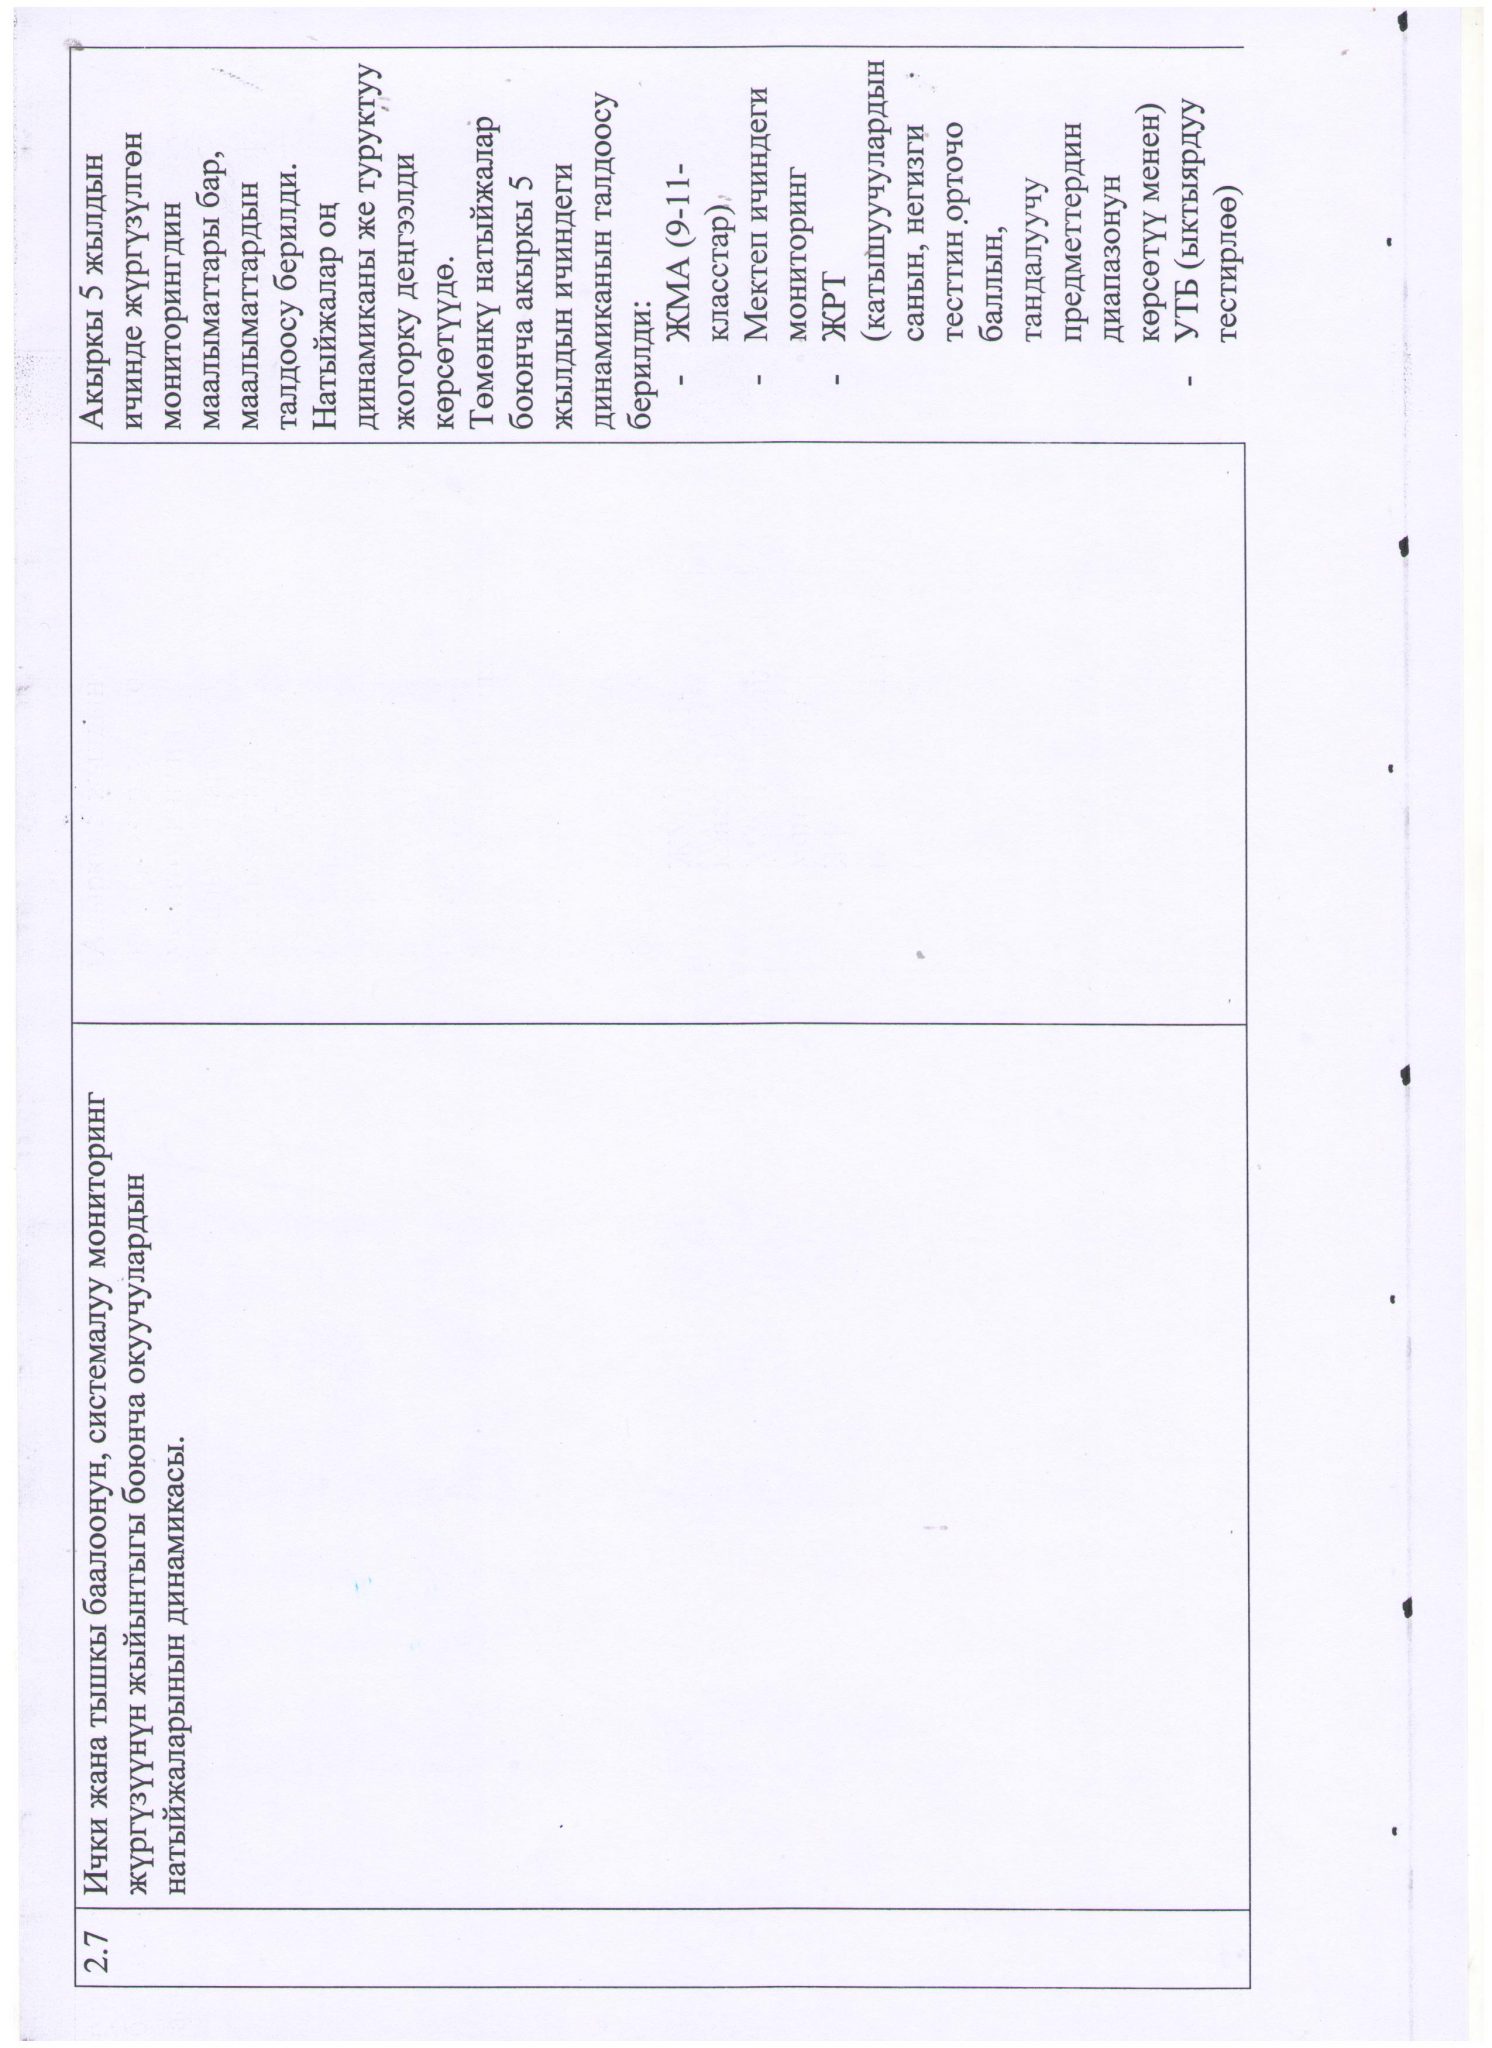 2.7
Ички жана тышкы баалоонун, системалуу мониторинг
жүргүзүүнүн жыйынтыгы боюнча окуучулардын
натыйжаларынын динамикасы.
Акыркы 5 жылдын
ичинде жүргүзүлгөн
мониторингдин
маалыматтары бар,
маалыматтардын
талдоосу берилди.
Натыйжалар оң
динамиканы же туруктуу
жогорку деңгээлди
көрсөтүүдө.
Төмөнкү натыйжалар
боюнча акыркы 5
жылдын ичиндеги
динамиканын талдоосу
берилди:
- ЖМА (9-11-
класстар)
- Мектеп ичиндеги
мониторинг
- ЖРТ
(катышуучулардын
санын, негизги
тесттин орточо
баллын,
тандалуучу
предметтердин
диапазонун
көрсөтүү менен)
- УТБ (ыктыярдуу
тестирлөө)